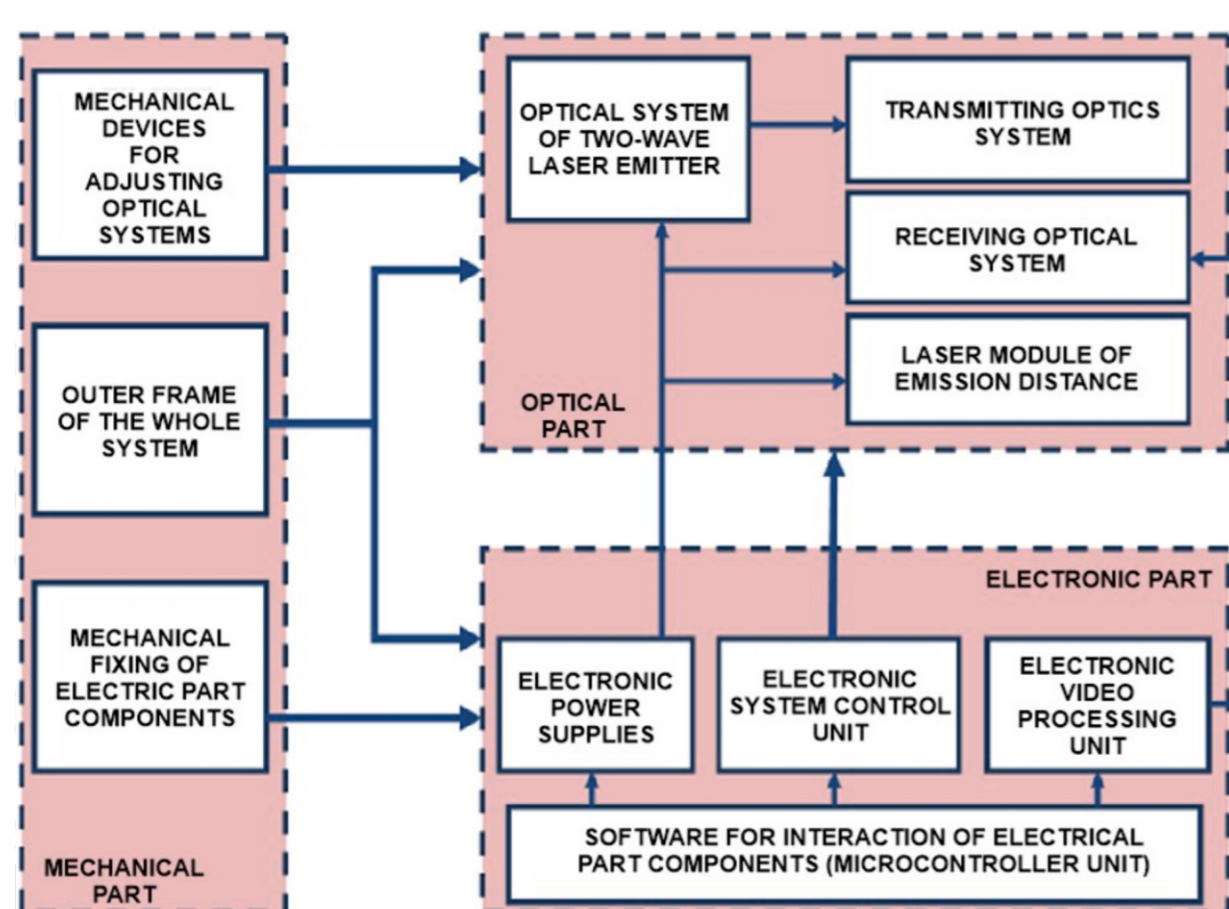 MECHANICAL
DEVICES
FOR
ADJUSTING
OPTICAL
SYSTEMS
OUTER FRAME
OF THE WHOLE
SYSTEM
MECHANICAL
FIXING OF
ELECTRIC PART
COMPONENTS
MECHANICAL
PART
OPTICAL SYSTEM
OF TWO-WAVE
LASER EMITTER
TRANSMITTING OPTICS
SYSTEM
RECEIVING OPTICAL
SYSTEM
LASER MODULE OF
EMISSION DISTANCE
OPTICAL
PART
ELECTRONIC PART
ELECTRONIC
POWER
SUPPLIES
ELECTRONIC
SYSTEM CONTROL
UNIT
ELECTRONIC
VIDEO
PROCESSING
UNIT
SOFTWARE FOR INTERACTION OF ELECTRICAL
PART COMPONENTS (MICROCONTROLLER UNIT)